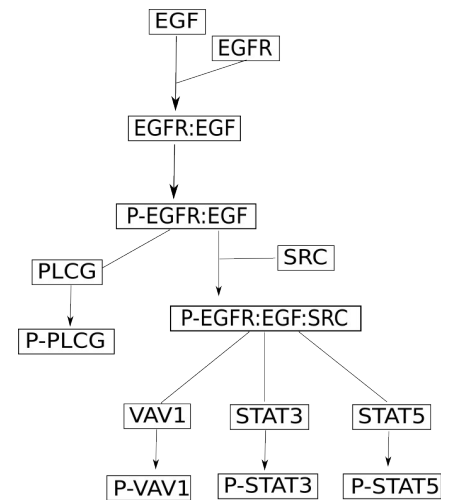 EGF
EGFR
EGFR:EGF
P-EGFR:EGF
PLCG
SRC
P-PLCG
P-EGFR:EGF:SRC
VAV1
STAT3
STAT5
P-VAV1
P-STAT3
P-STAT5